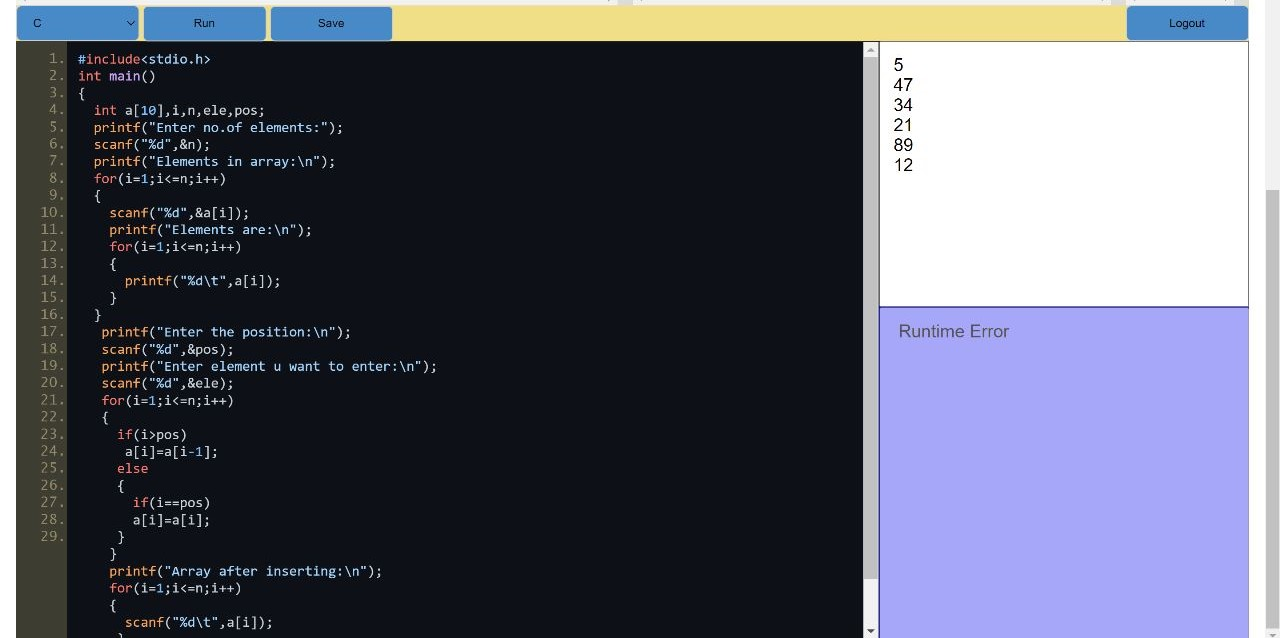 C Run Save Logout
1. #include<stdio.h>
2. int main()
3. {
4. int a[10],i,n,ele,pos;
5. printf("Enter no.of elements:");
6. scanf("%d",&n);
7. printf("Elements in array:\n");
8. for(i=1;i<=n;i++)
9. {
10. scanf("%d",&a[i]);
11. printf("Elements are:\n");
12. for(i=1;i<=n;i++)
13. {
14. printf("%d\t",a[i]);
15. }
16. }
17. printf("Enter the position:\n");
18. scanf("%d",&pos);
19. printf("Enter element u want to enter:\n");
20. scanf("%d",&ele);
21. for(i=1;i<=n;i++)
22. {
23. if(i>pos)
24. a[i]=a[i-1];
25. else
26. {
27. if(i==pos)
28. a[i]=a[i];
29. }
}
printf("Array after inserting:\n");
for(i=1;i<=n;i++)
{
scanf("%d\t",a[i]);
}
5
47
34
21
89
12
Runtime Error